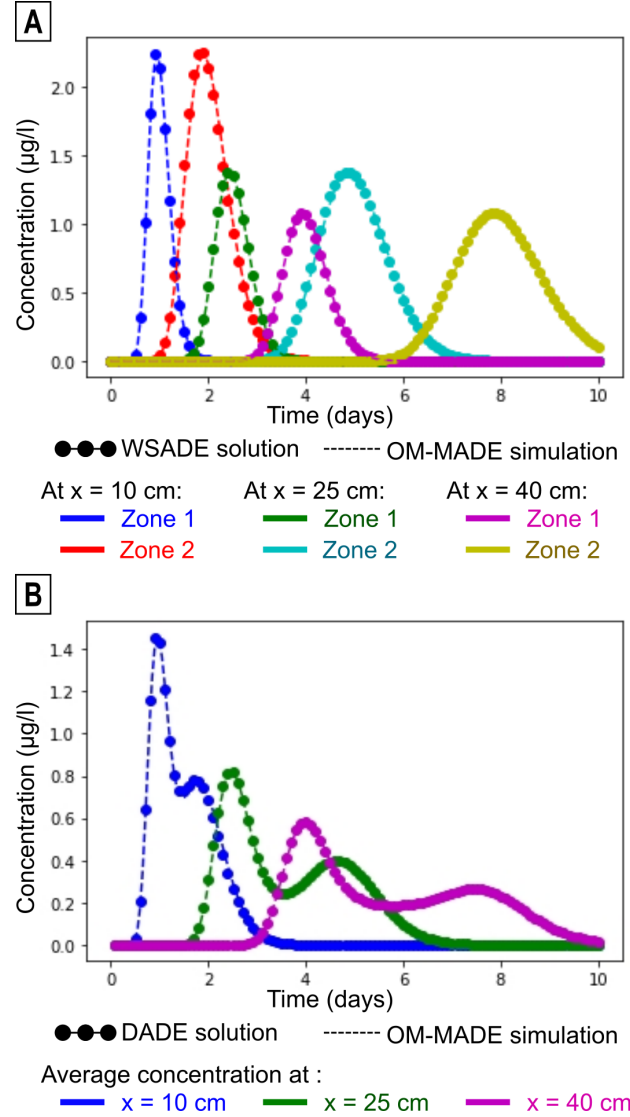 A
Concentration (µg/l)
2.0
1.5
1.0
0.5
0.0
0 2 4 6 8 10
Time (days)
WSADE solution OM-MADE simulation
At x = 10 cm: At x = 25 cm: At x = 40 cm:
Zone 1 Zone 1 Zone 1
Zone 2 Zone 2 Zone 2
B
Concentration (µg/l)
1.4
1.2
1.0
0.8
0.6
0.4
0.2
0.0
0 2 4 6 8 10
Time (days)
DADE solution OM-MADE simulation
Average concentration at :
x = 10 cm x = 25 cm x = 40 cm